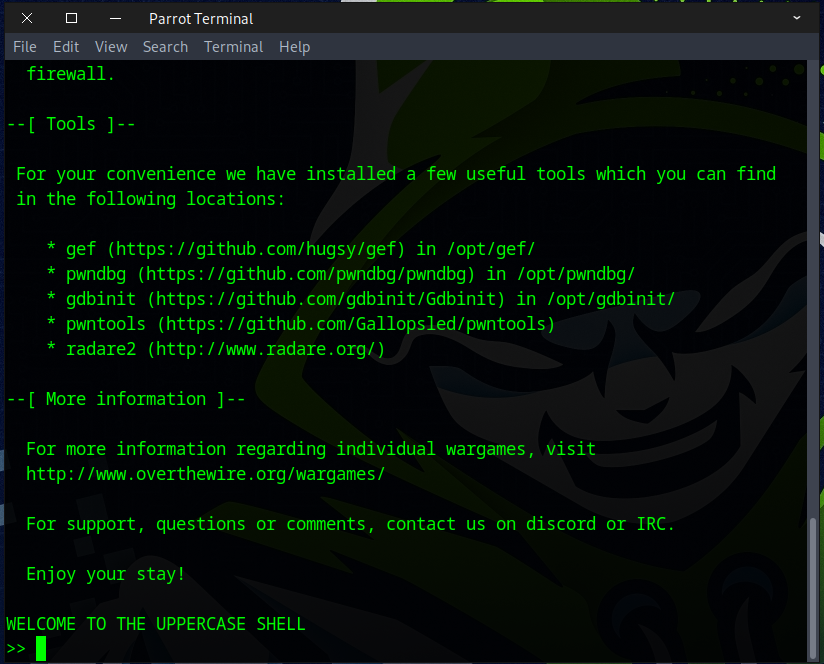 Parrot Terminal
File Edit View Search Terminal Help
firewall.
--[ Tools ]--
For your convenience we have installed a few useful tools which you can find
in the following locations:
* gef (https://github.com/hugsy/gef) in /opt/gef/
* pwndbg (https://github.com/pwndbg/pwndbg) in /opt/pwndbg/
* gdbinit (https://github.com/gdbinit/Gdbinit) in /opt/gdbinit/
* pwntools (https://github.com/Gallopsled/pwntools)
* radare2 (http://www.radare.org/)
--[ More information ]--
For more information regarding individual wargames, visit
http://www.overthewire.org/wargames/
For support, questions or comments, contact us on discord or IRC.
Enjoy your stay!
WELCOME TO THE UPPERCASE SHELL
>>